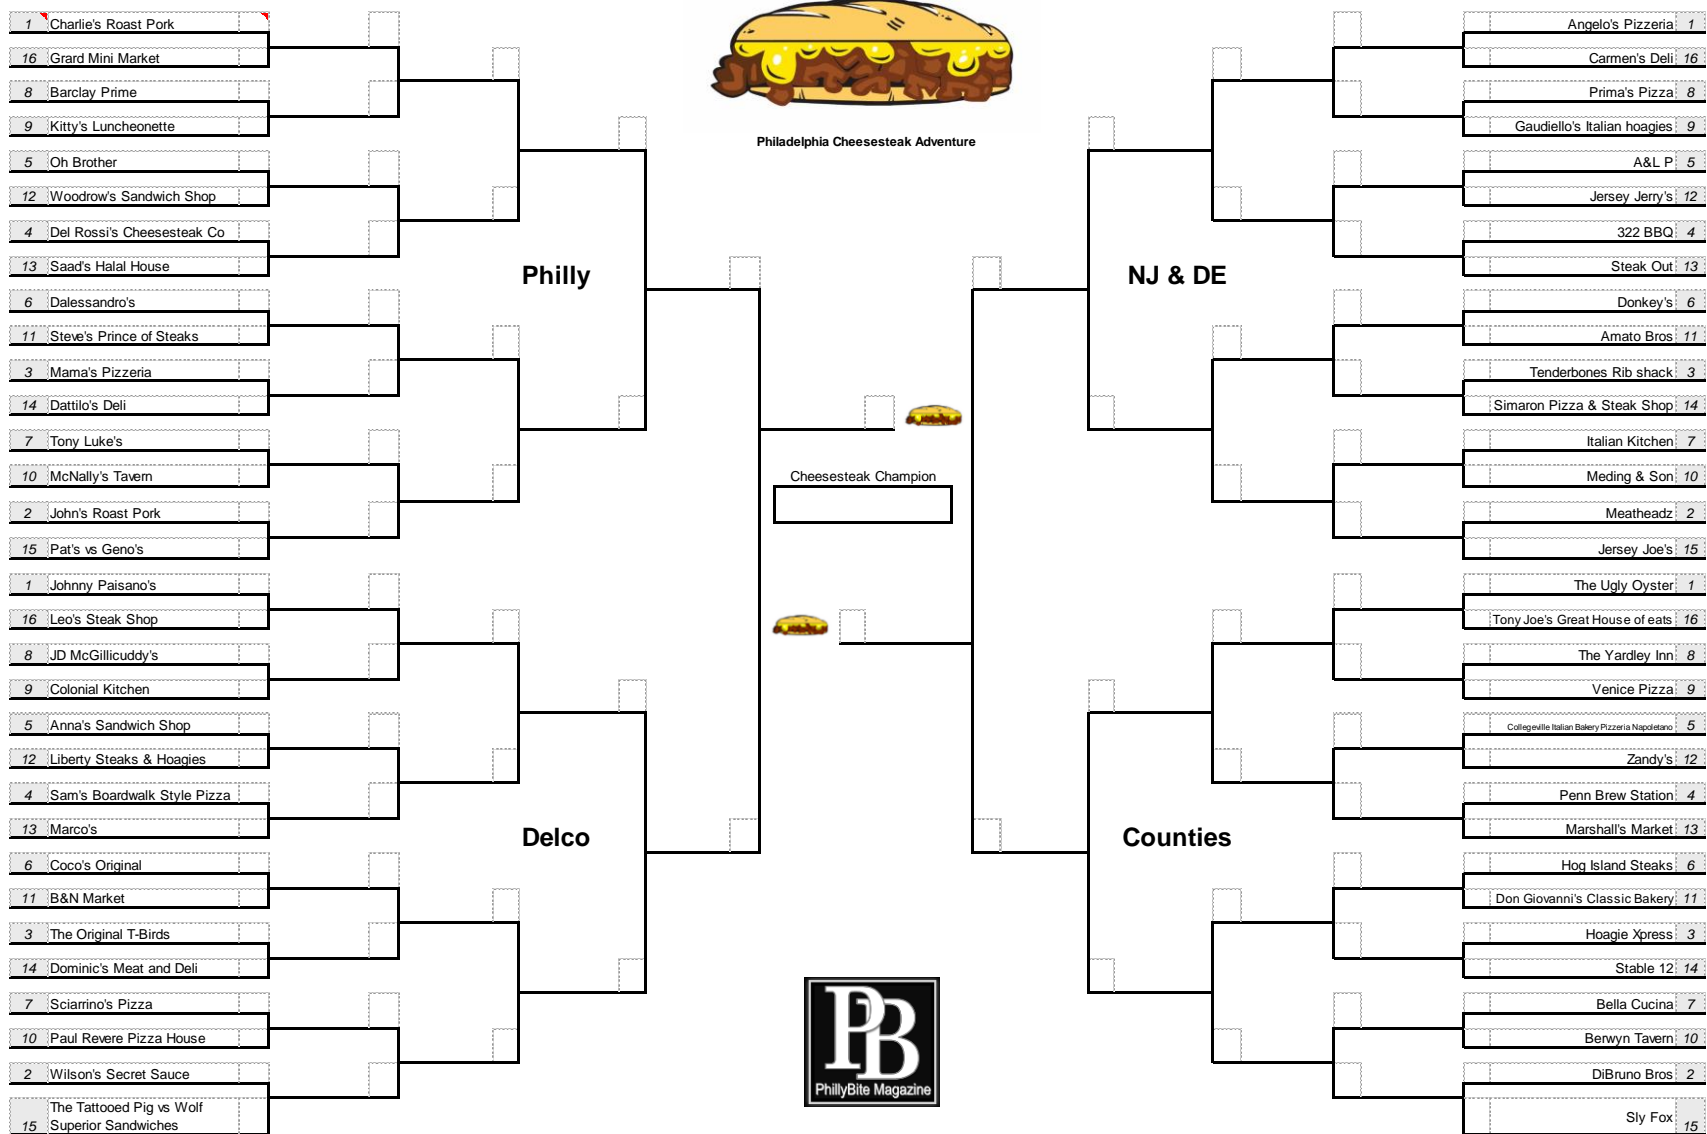 Philadelphia Cheesesteak Adventure
1 Charlie's Roast Pork
16 Grard Mini Market
8 Barclay Prime
9 Kitty's Luncheonette
5 Oh Brother
12 Woodrow's Sandwich Shop
4 Del Rossi's Cheesesteak Co
13 Saad's Halal House
Philly
6 Dalessandro's
11 Steve's Prince of Steaks
3 Mama's Pizzeria
14 Dattilo's Deli
7 Tony Luke's
10 McNally's Tavern
2 John's Roast Pork
15 Pat's vs Geno's
1 Johnny Paisano's
16 Leo's Steak Shop
8 JD McGillicuddy's
9 Colonial Kitchen
5 Anna's Sandwich Shop
12 Liberty Steaks & Hoagies
4 Sam's Boardwalk Style Pizza
13 Marco's
Delco
6 Coco's Original
11 B&N Market
3 The Original T-Birds
14 Dominic's Meat and Deli
7 Sciarrino's Pizza
10 Paul Revere Pizza House
2 Wilson's Secret Sauce
The Tattooed Pig vs Wolf
15 Superior Sandwiches
Cheesesteak Champion
Angelo's Pizzeria 1
Carmen's Deli 16
Prima's Pizza 8
Gaudiello's Italian hoagies 9
A&L P 5
Jersey Jerry's 12
322 BBQ 4
Steak Out 13
NJ & DE
Donkey's 6
Amato Bros 11
Tenderbones Rib shack 3
Simaron Pizza & Steak Shop 14
Italian Kitchen 7
Meding & Son 10
Meatheadz 2
Jersey Joe's 15
The Ugly Oyster 1
Tony Joe's Great House of eats 16
The Yardley Inn 8
Venice Pizza 9
Collegeville Italian Bakery Pizzeria Napoletano 5
Zandy's 12
Penn Brew Station 4
Marshall's Market 13
Counties
Hog Island Steaks 6
Don Giovanni's Classic Bakery 11
Hoagie Xpress 3
Stable 12 14
Bella Cucina 7
Berwyn Tavern 10
DiBruno Bros 2
Sly Fox 15
PB
PhillyBite Magazine